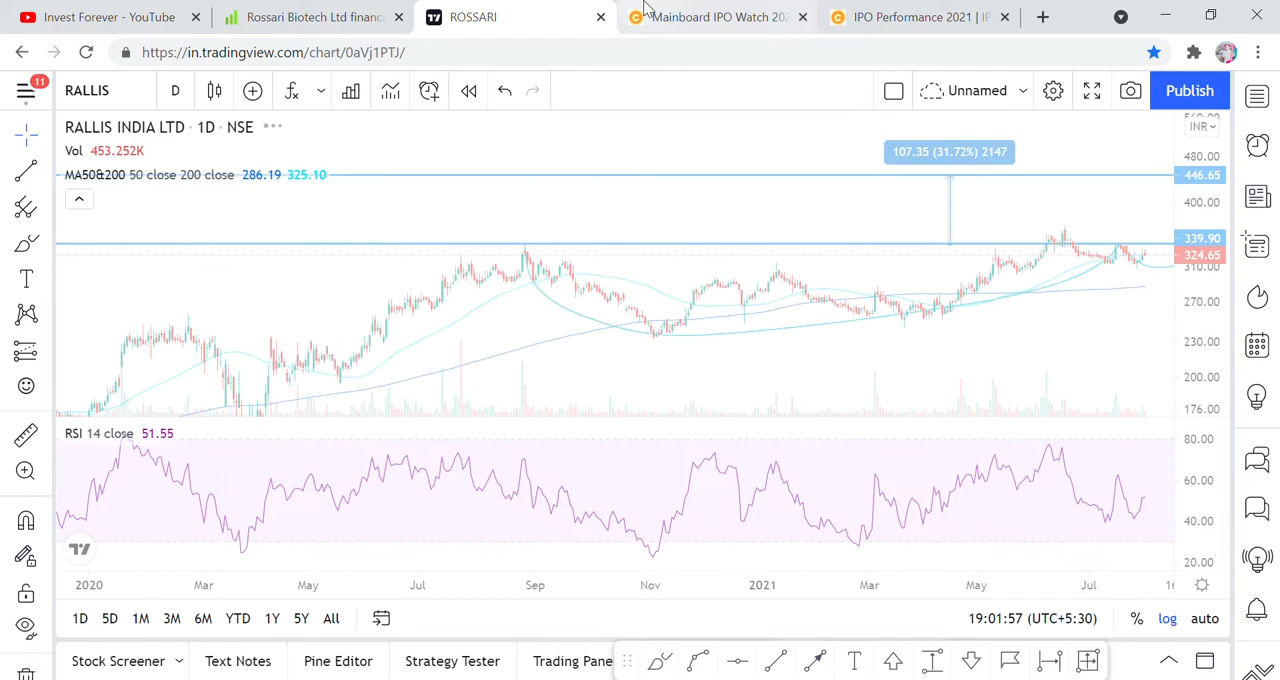 Invest Forever - YouTube
Rossari Biotech Ltd financi
ROSSARI
Mainboard IPO Watch 202
IPO Performance 2021 | IP
https://in.tradingview.com/chart/0aVj1PTJ/
11
RALLIS
D
Unnamed
Publish
RALLIS INDIA LTD · 1D · NSE
INR
Vol 453.252K
MA50&200 50 close 200 close 286.19 325.10
107.35 (31.72%) 2147
560.00
480.00
446.65
400.00
339.90
324.65
310.00
270.00
230.00
200.00
176.00
RSI 14 close 51.55
80.00
60.00
40.00
20.00
2020 Mar May Jul Sep Nov 2021 Mar May Jul 16
1D 5D 1M 3M 6M YTD 1Y 5Y All
19:01:57 (UTC+5:30) % log auto
Stock Screener Text Notes Pine Editor Strategy Tester Trading Pane